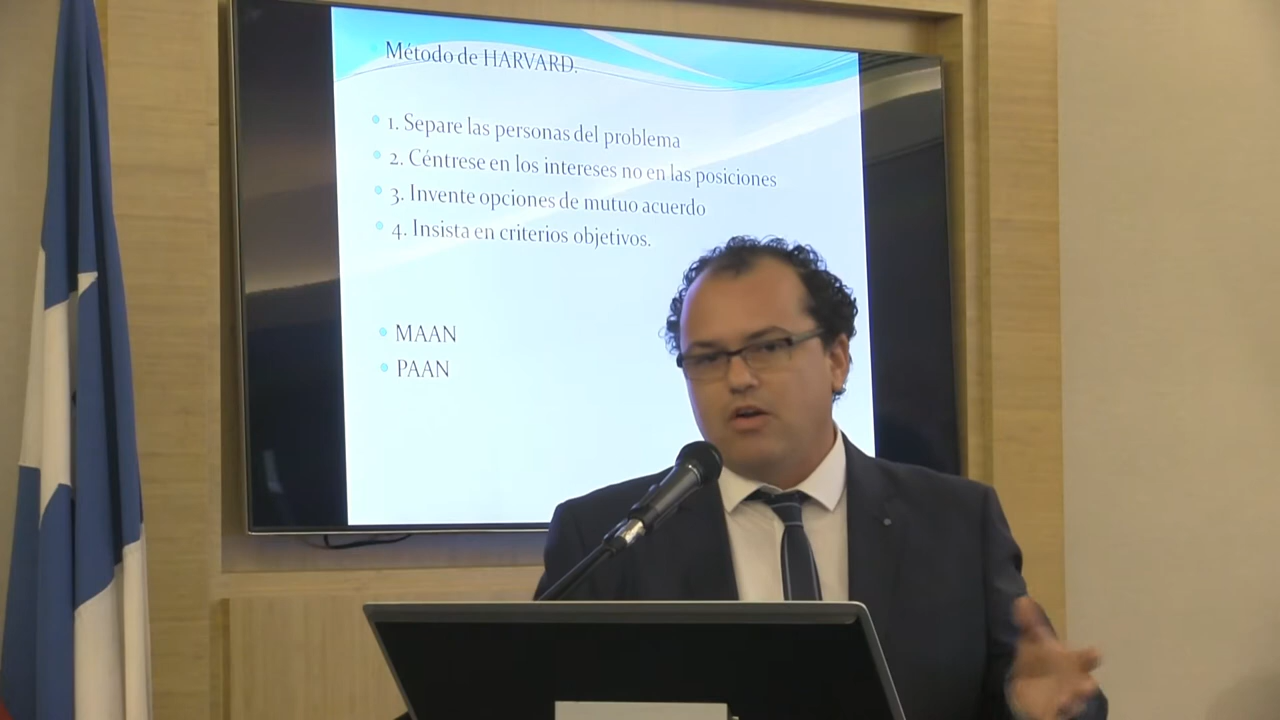 Método de HARVARD.
1. Separe las personas del problema
2. Céntrese en los intereses no en las posiciones
3. Invente opciones de mutuo acuerdo
4. Insista en criterios objetivos.
MAAN
PAAN